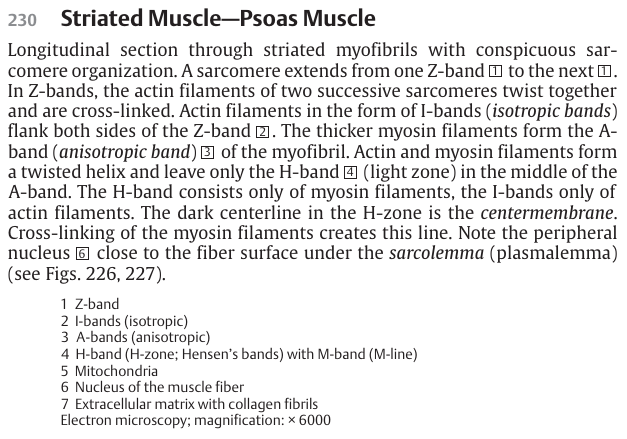 230 Striated Muscle—Psoas Muscle
Longitudinal section through striated myofibrils with conspicuous sar-
comere organization. A sarcomere extends from one Z-band 1 to the next 1.
In Z-bands, the actin filaments of two successive sarcomeres twist together
and are cross-linked. Actin filaments in the form of I-bands (isotropic bands)
flank both sides of the Z-band 2. The thicker myosin filaments form the A-
band (anisotropic band) 3 of the myofibril. Actin and myosin filaments form
a twisted helix and leave only the H-band 4 (light zone) in the middle of the
A-band. The H-band consists only of myosin filaments, the I-bands only of
actin filaments. The dark centerline in the H-zone is the centermembrane.
Cross-linking of the myosin filaments creates this line. Note the peripheral
nucleus 6 close to the fiber surface under the sarcolemma (plasmalemma)
(see Figs. 226, 227).
1 Z-band
2 I-bands (isotropic)
3 A-bands (anisotropic)
4 H-band (H-zone; Hensen's bands) with M-band (M-line)
5 Mitochondria
6 Nucleus of the muscle fiber
7 Extracellular matrix with collagen fibrils
Electron microscopy; magnification: × 6000